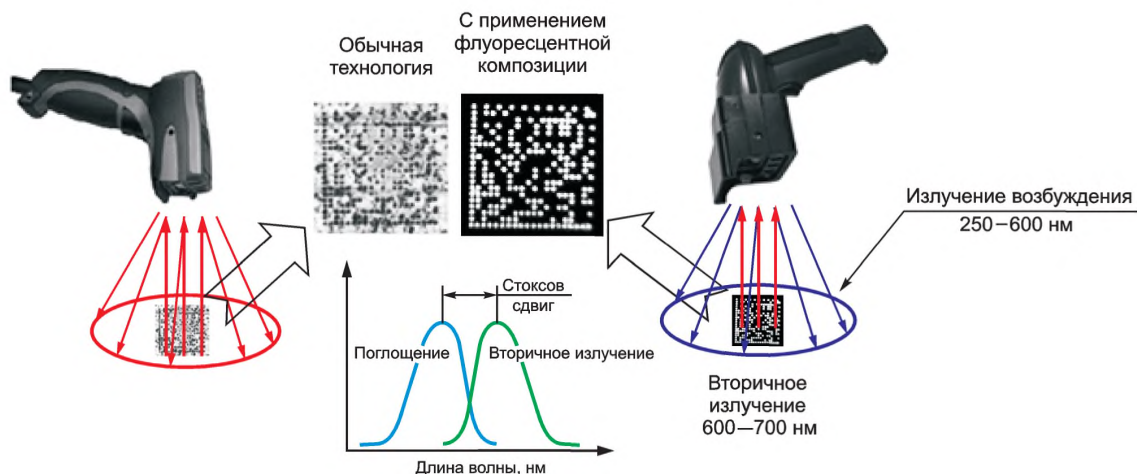 Обычная
технология
С применением
флуоресцентной
композиции
Излучение возбуждения
250—600 нм
Стоксов
сдвиг
Поглощение
Вторичное излучение
Вторичное
излучение
600—700 нм
Длина волны, нм